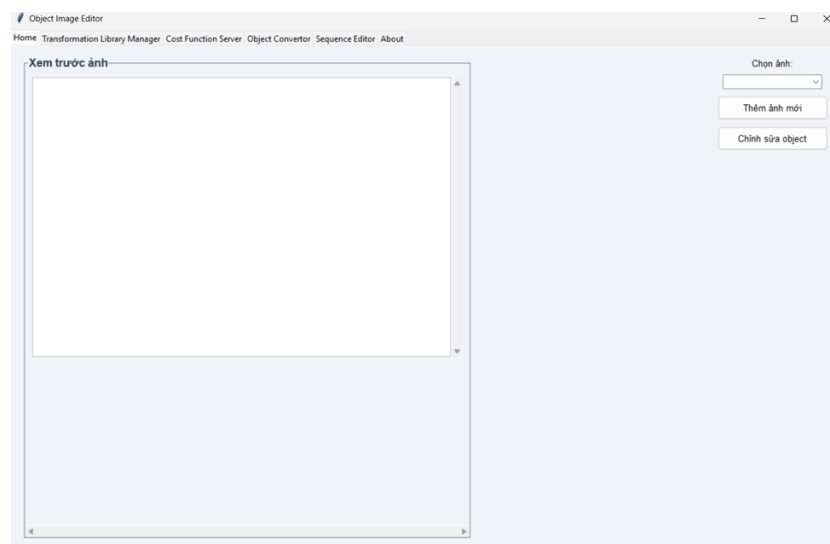 Object Image Editor
Home Transformation Library Manager Cost Function Server Object Convertor Sequence Editor About
Xem trước ảnh
Chọn ảnh:
Thêm ảnh mới
Chỉnh sửa object